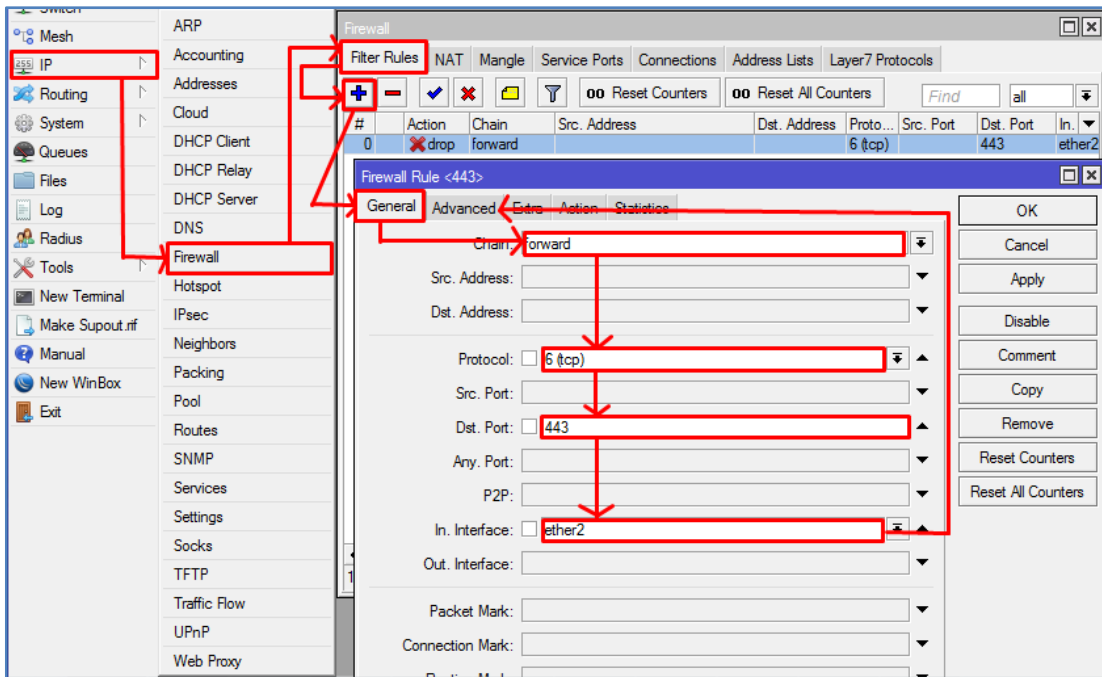 Switch
Mesh
255 IP
Routing
System
Queues
Files
Log
Radius
Tools
New Terminal
Make Supout.rif
Manual
New WinBox
Exit
ARP
Accounting
Addresses
Cloud
DHCP Client
DHCP Relay
DHCP Server
DNS
Firewall
Hotspot
IPsec
Neighbors
Packing
Pool
Routes
SNMP
Services
Settings
Socks
TFTP
Traffic Flow
UPnP
Web Proxy
Firewall
Filter Rules NAT Mangle Service Ports Connections Address Lists Layer7 Protocols
00 Reset Counters 00 Reset All Counters Find all
# Action Chain Src. Address Dst. Address Proto... Src. Port Dst. Port In.
0 drop forward 6 (tcp) 443 ether2
Firewall Rule <443>
General Advanced Extra Action Statistics
Chain: forward
Src. Address:
Dst. Address:
Protocol: 6 (tcp)
Src. Port:
Dst. Port: 443
Any. Port:
P2P:
In. Interface: ether2
Out. Interface:
Packet Mark:
Connection Mark:
OK
Cancel
Apply
Disable
Comment
Copy
Remove
Reset Counters
Reset All Counters
1